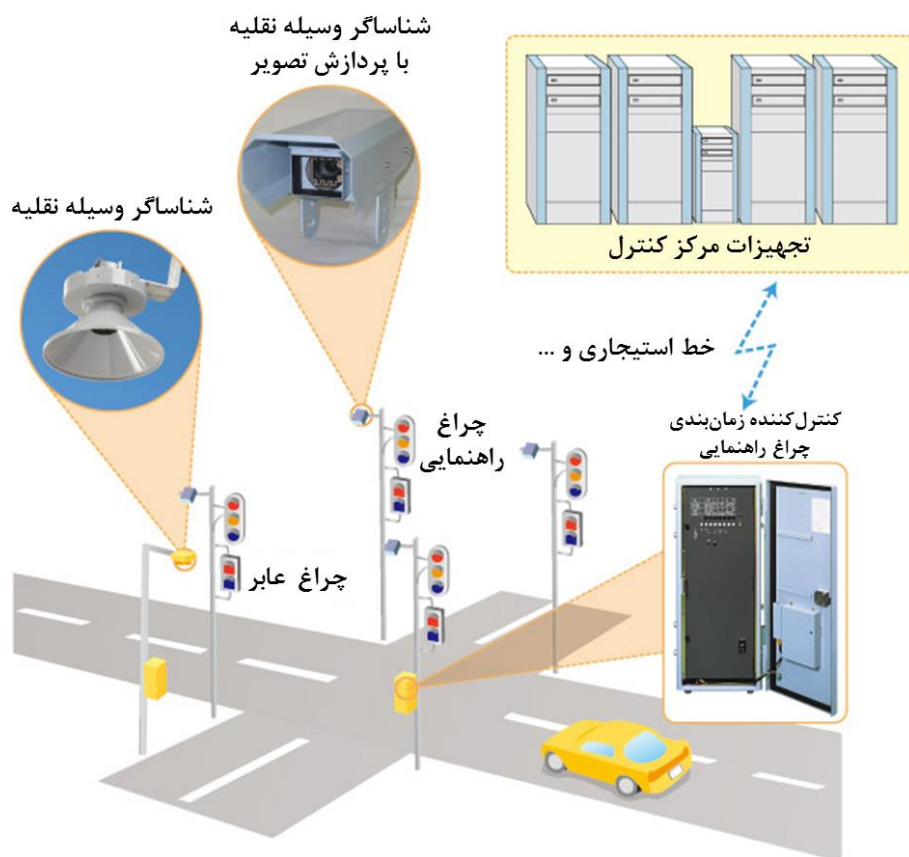 شناساگر وسیله نقلیه
با پردازش تصویر
شناساگر وسیله نقلیه
تجهیزات مرکز کنترل
خط استیجاری و ...
کنترل‌کننده زمان‌بندی
چراغ راهنمایی
چراغ
راهنمایی
چراغ عابر